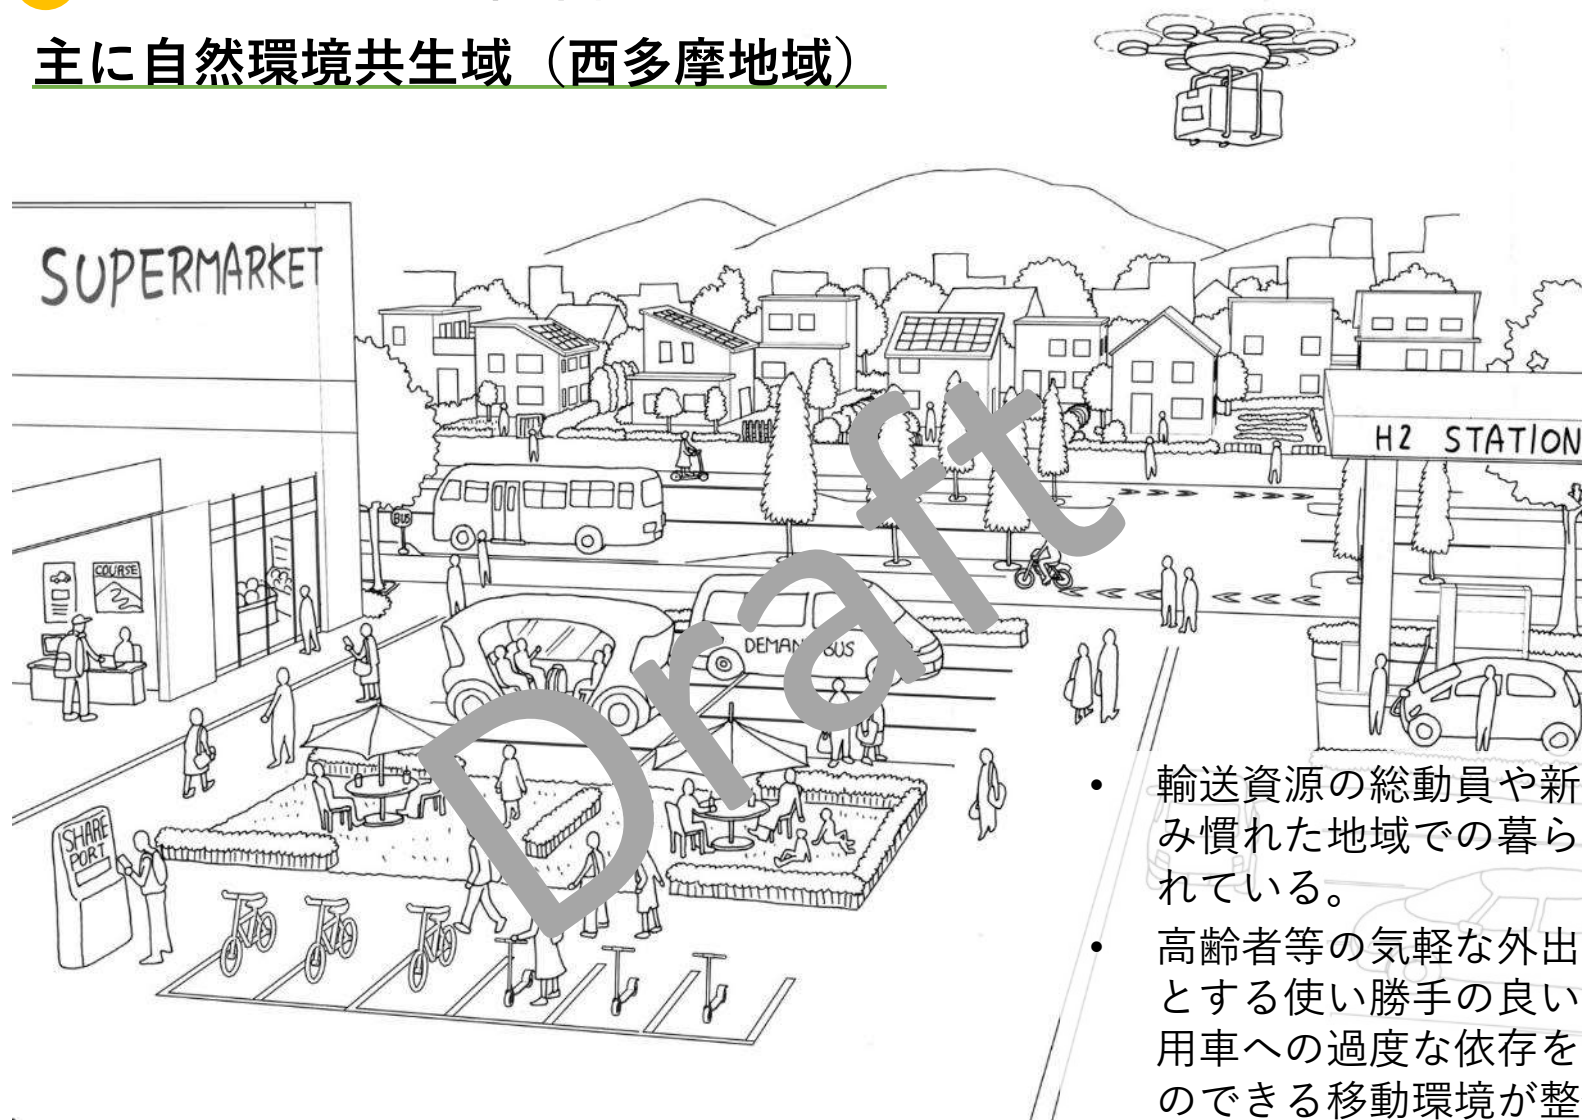 主に自然環境共生域（西多摩地域）
SUPERMARKET
H2 STATION
BUS
COURSE
DEMAN BUS
SHARE
PORT
Draft
• 輸送資源の総動員や新
み慣れた地域での暮ら
れている。
• 高齢者等の気軽な外出
とする使い勝手の良い
用車への過度な依存を
のできる移動環境が整